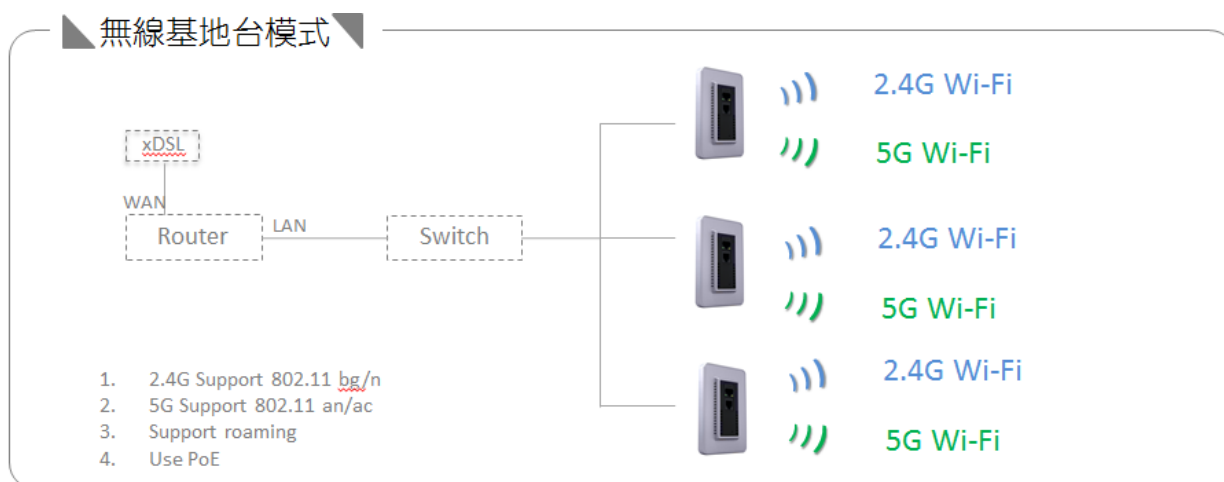 無線基地台模式
xDSL
WAN
Router
LAN
Switch
2.4G Wi-Fi
5G Wi-Fi
2.4G Wi-Fi
5G Wi-Fi
2.4G Wi-Fi
5G Wi-Fi
1. 2.4G Support 802.11 bg/n
2. 5G Support 802.11 an/ac
3. Support roaming
4. Use PoE